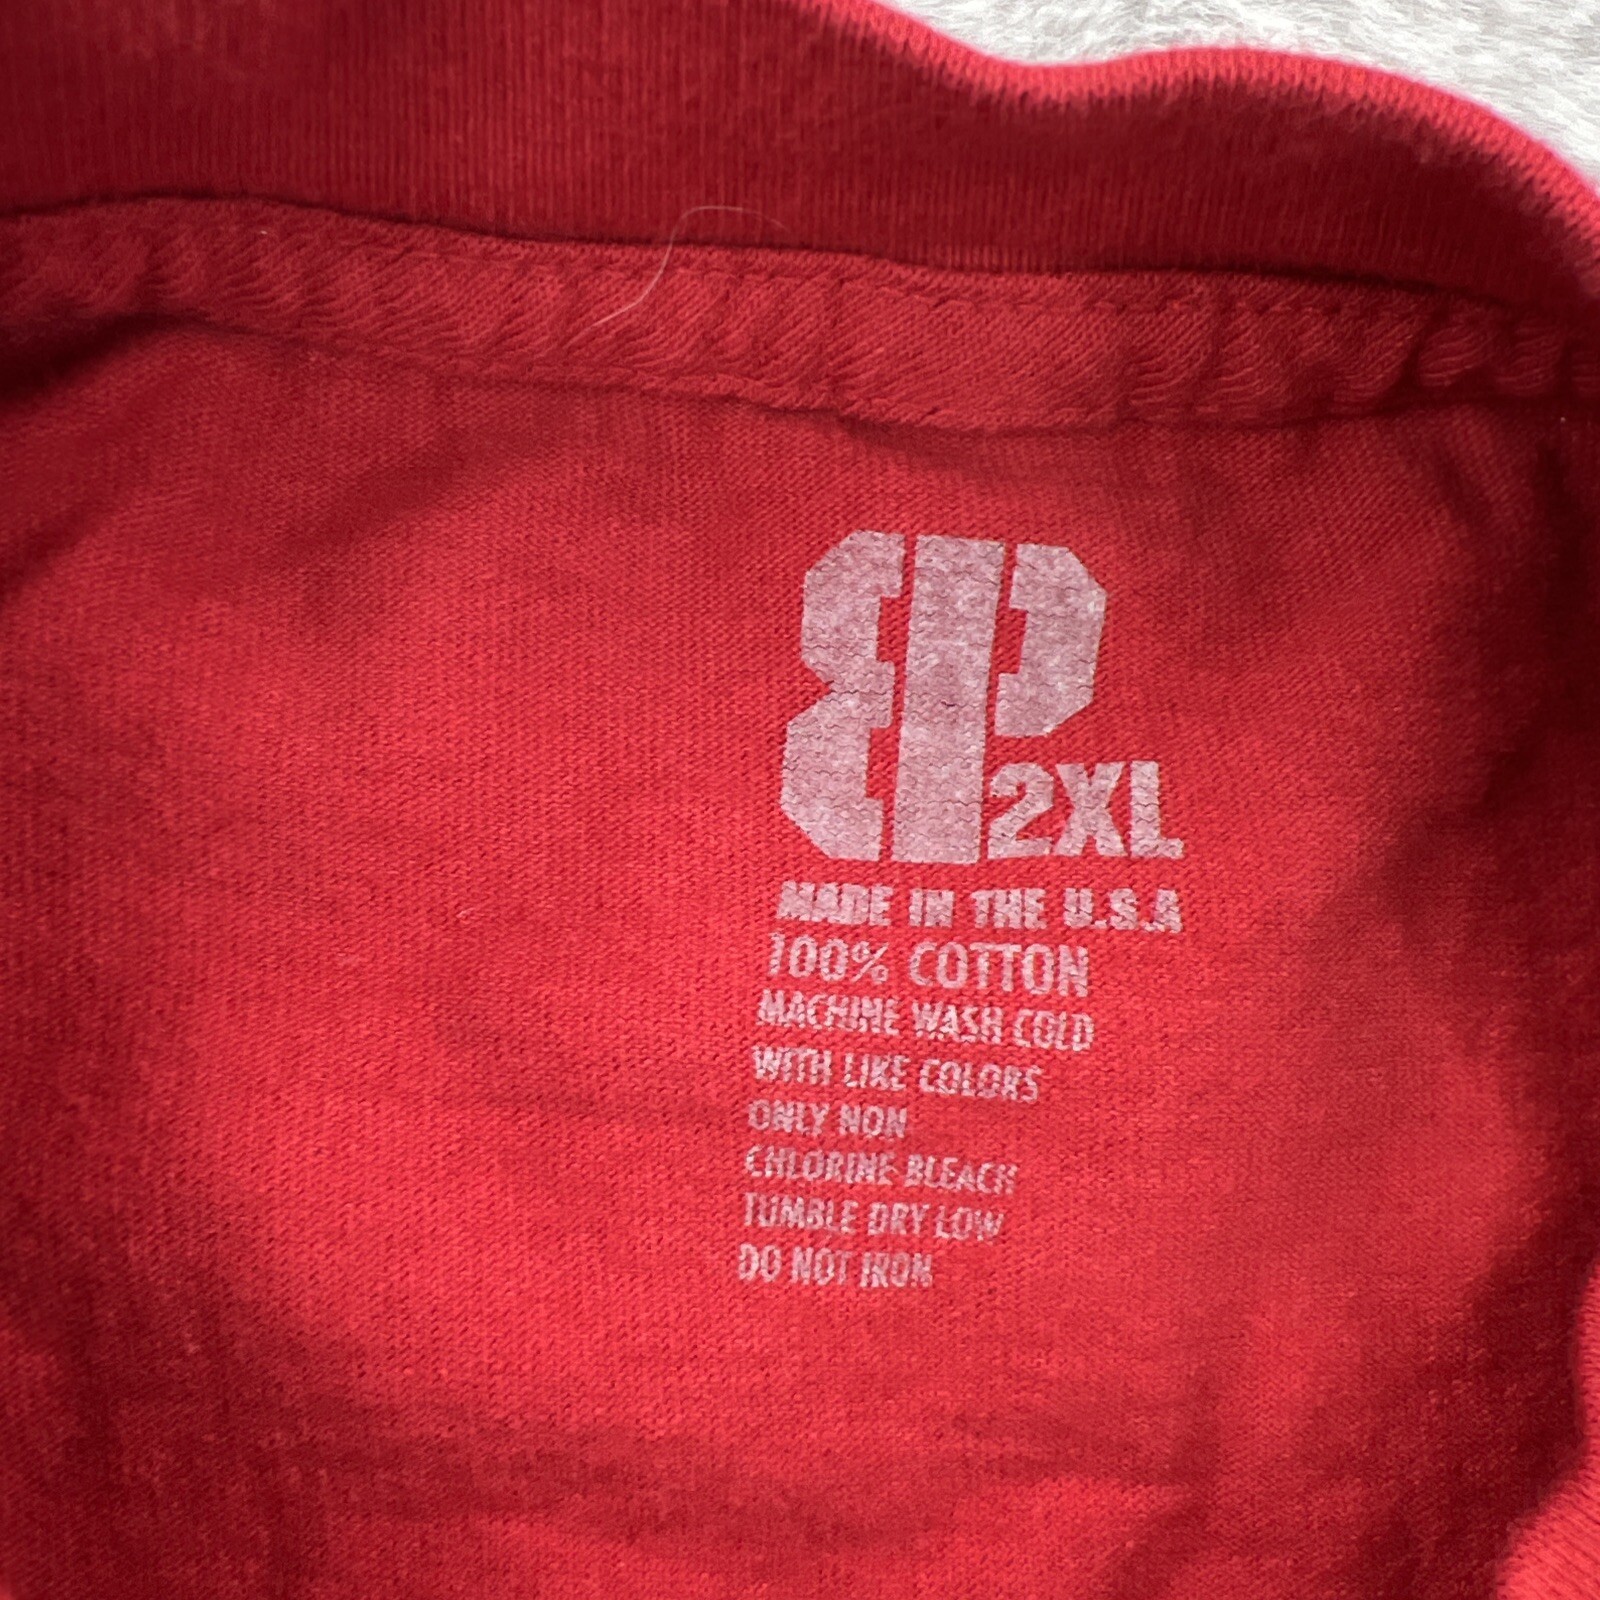 2XL
MADE IN THE U.S.A
100% COTTON
MACHINE WASH COLD
WITH LIKE COLORS
ONLY NON
CHLORINE BLEACH
TUMBLE DRY LOW
DO NOT IRON